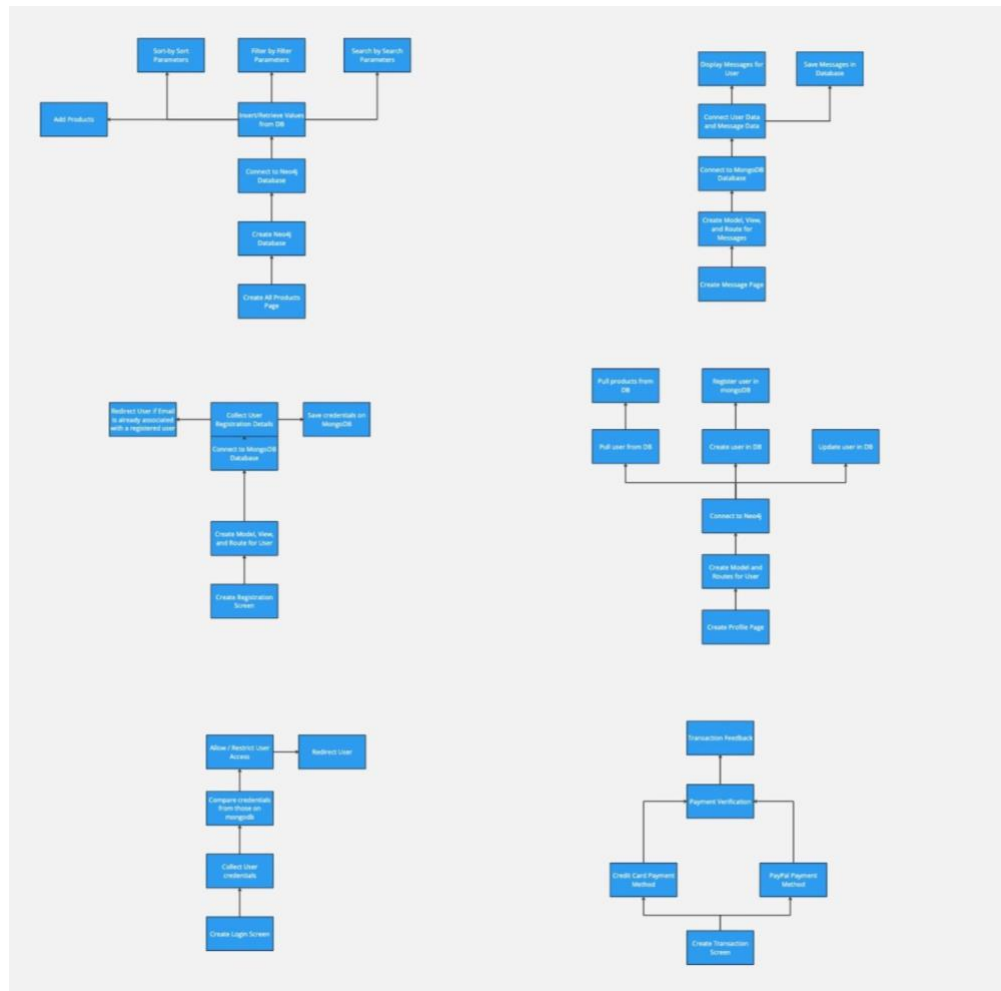 Sort-by Sort
Parameters
Filter by Filter
Parameters
Search by Search
Parameters
Add Products
Invert/Retrieve Values
from DB
Connect to Neo4j
Database
Create Neo4j
Database
Create All Products
Page
Display Messages for
User
Save Messages in
Database
Connect User Data
and Message Data
Connect to MongoDB
Database
Create Model, View,
and Route for
Messages
Create Message Page
Redirect User if Email
is already associated
with a registered user
Collect User
Registration Details
Save credentials on
MongoDB
Connect to MongoDB
Database
Create Model, View,
and Route for User
Create Registration
Screen
Pull products from
DB
Register user in
mongoDB
Pull user from DB
Create user in DB
Update user in DB
Connect to Neo4j
Create Model and
Routes for User
Create Profile Page
Allow / Restrict User
Access
Redirect User
Compare credentials
from those on
mongodb
Collect User
credentials
Create Login Screen
Transaction Feedback
Payment Verification
Credit Card Payment
Method
PayPal Payment
Method
Create Transaction
Screen